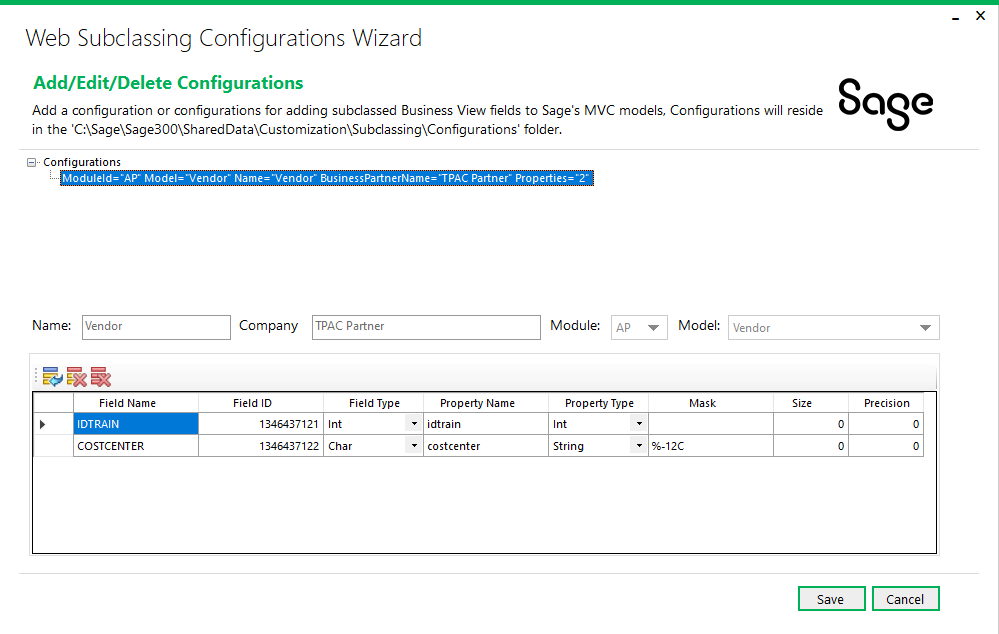 Web Subclassing Configurations Wizard
Add/Edit/Delete Configurations
Add a configuration or configurations for adding subclassed Business View fields to Sage's MVC models, Configurations will reside
in the 'C:\Sage\Sage300\SharedData\Customization\Subclassing\Configurations' folder.
Sage
Configurations
ModuleId="AP" Model="Vendor" Name="Vendor" BusinessPartnerName="TPAC Partner" Properties="2"
Name: Vendor Company TPAC Partner Module: AP Model: Vendor
Field Name Field ID Field Type Property Name Property Type Mask Size Precision
IDTRAIN 1346437121 Int idtrain Int 0 0
COSTCENTER 1346437122 Char costcenter String %-12C 0 0
Save Cancel